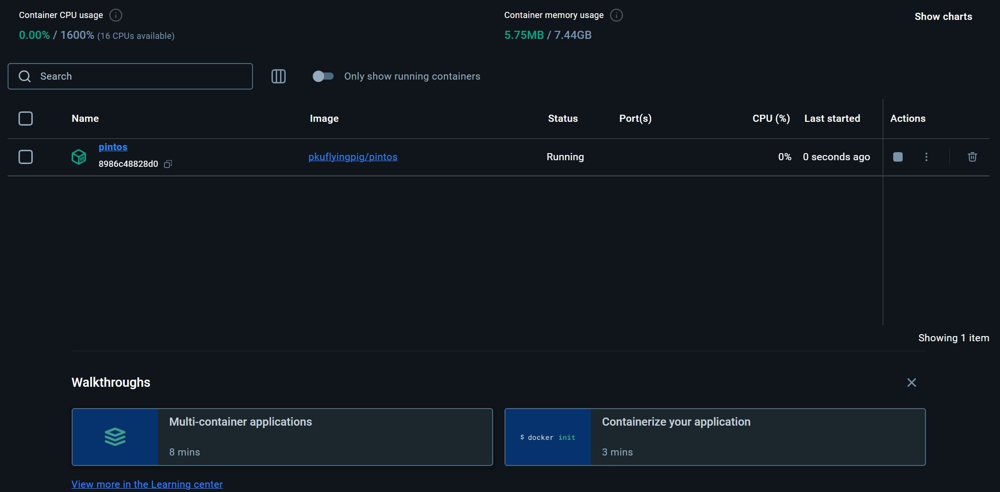 Container CPU usage
0.00% / 1600% (16 CPUs available)
Container memory usage
5.75MB / 7.44GB
Show charts
Search
Only show running containers
Name Image Status Port(s) CPU (%) Last started Actions
pintos
8986c48828d0
pkuflyingpig/pintos Running 0% 0 seconds ago
Showing 1 item
Walkthroughs
Multi-container applications
8 mins
$ docker init
Containerize your application
3 mins
View more in the Learning center